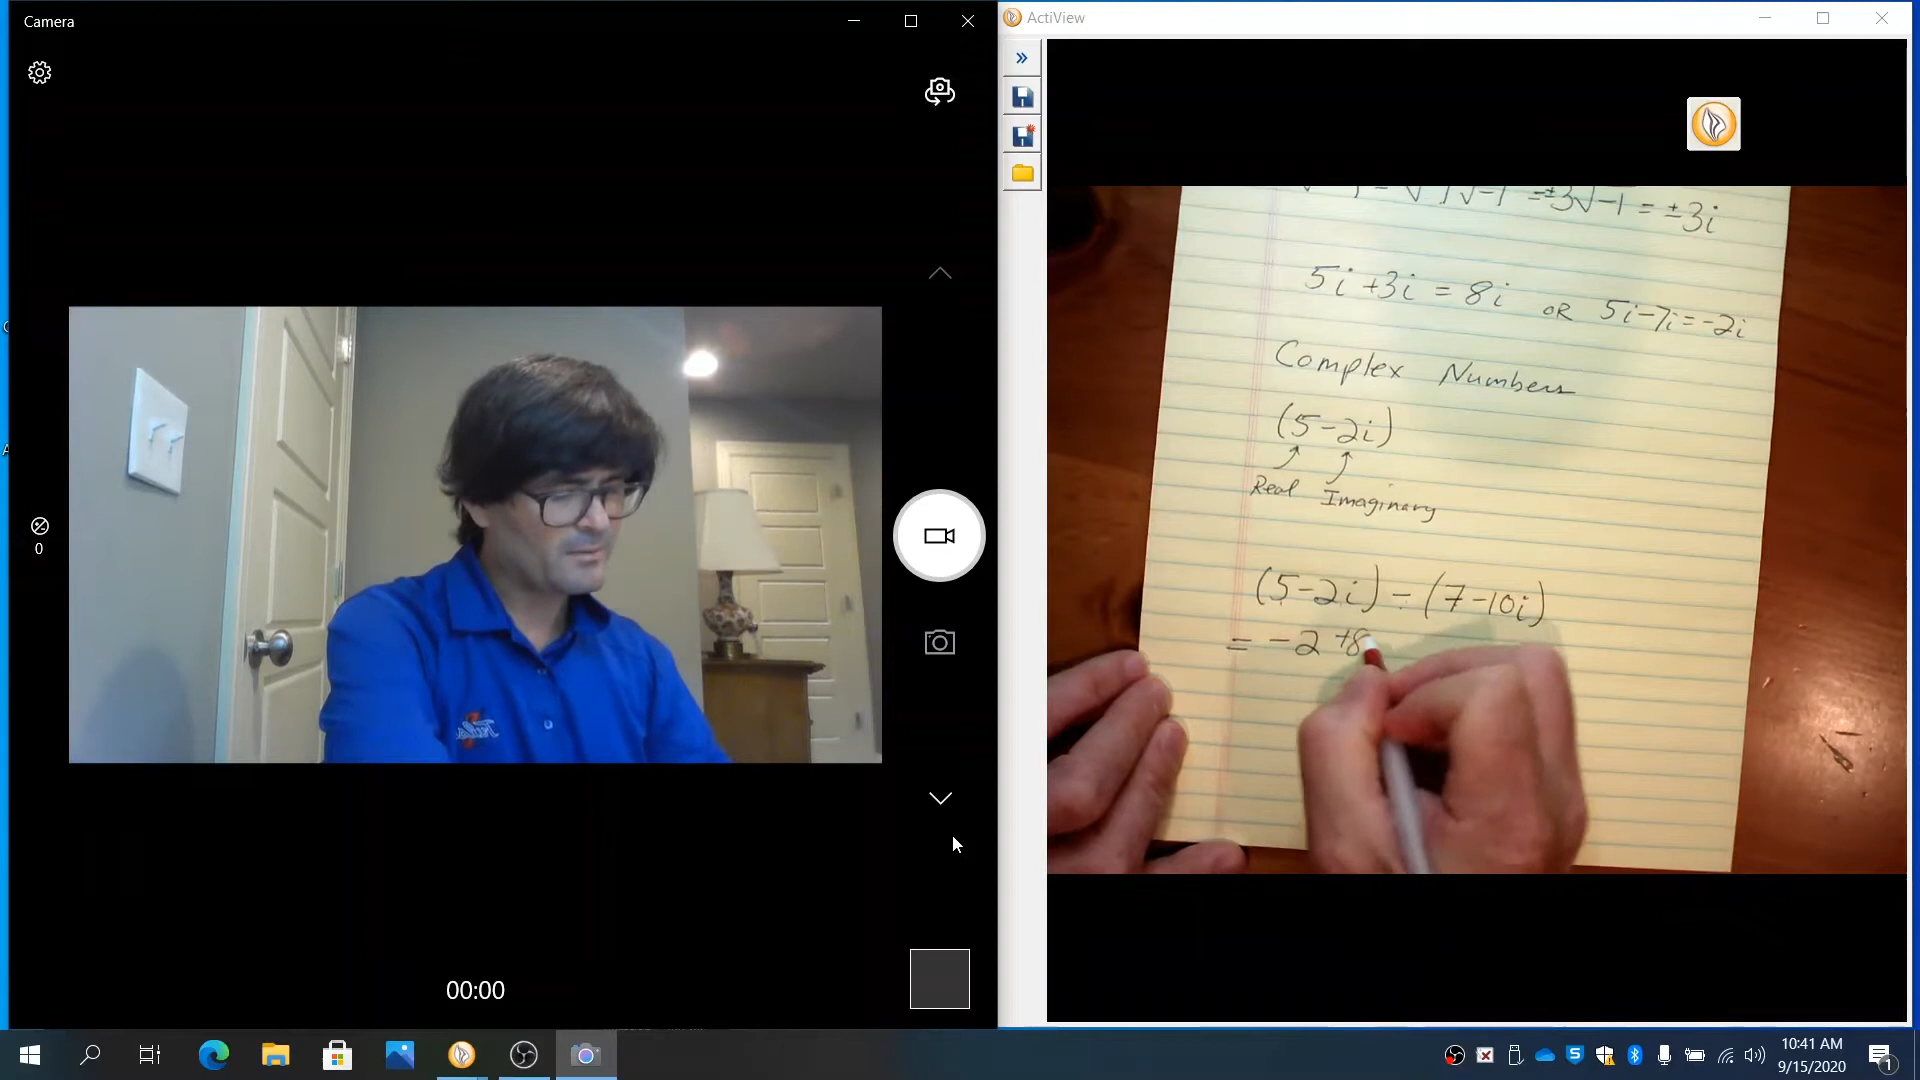 Camera
ActiView
= ±3√-1 = ±3i
5i +3i = 8i OR 5i-7i = -2i
Complex Numbers
(5-2i)
Real Imaginary
(5-2i) - (7-10i)
= -2 +8
0
00:00
10:41 AM
9/15/2020
1